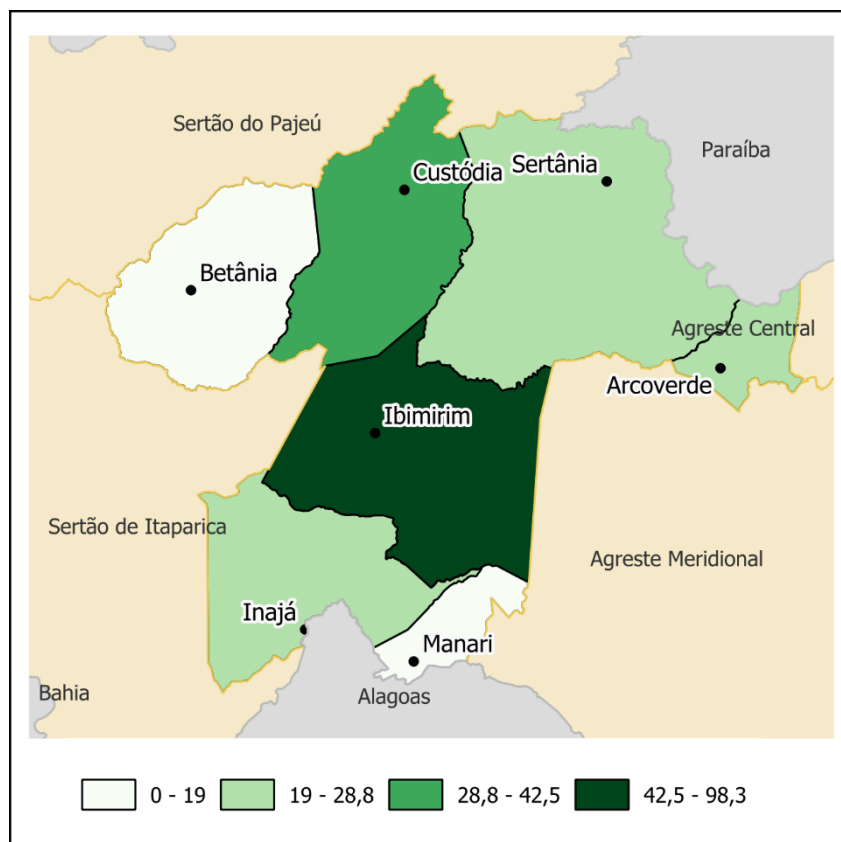 Sertão do Pajeú
Paraíba
Sertânia
Custódia
Betânia
Agreste Central
Arcoverde
Ibimirim
Sertão de Itaparica
Agreste Meridional
Inajá
Manari
Bahia
Alagoas
0 - 19
19 - 28,8
28,8 - 42,5
42,5 - 98,3